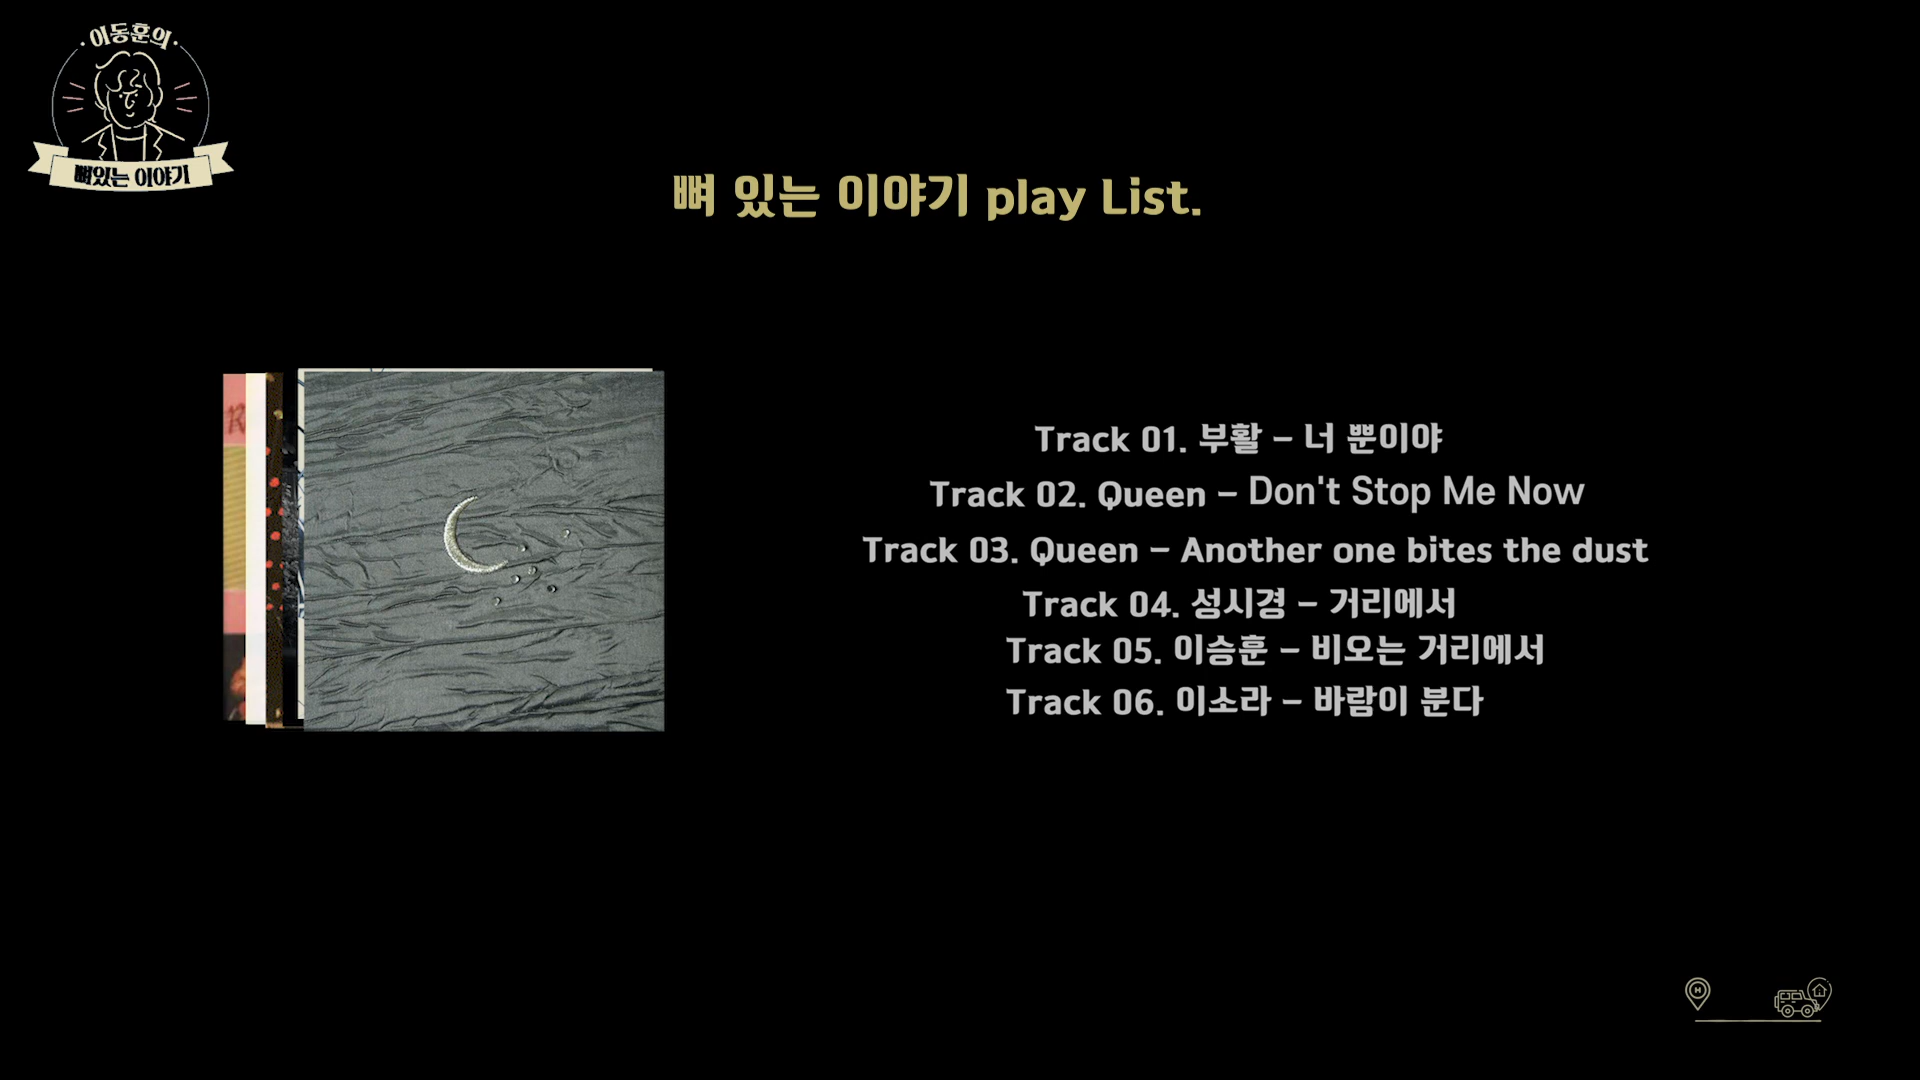 ·이동훈의·
뼈있는 이야기
뼈 있는 이야기 play List.
Track 01. 부활 – 너 뿐이야
Track 02. Queen – Don't Stop Me Now
Track 03. Queen – Another one bites the dust
Track 04. 성시경 – 거리에서
Track 05. 이승훈 – 비오는 거리에서
Track 06. 이소라 – 바람이 분다
H